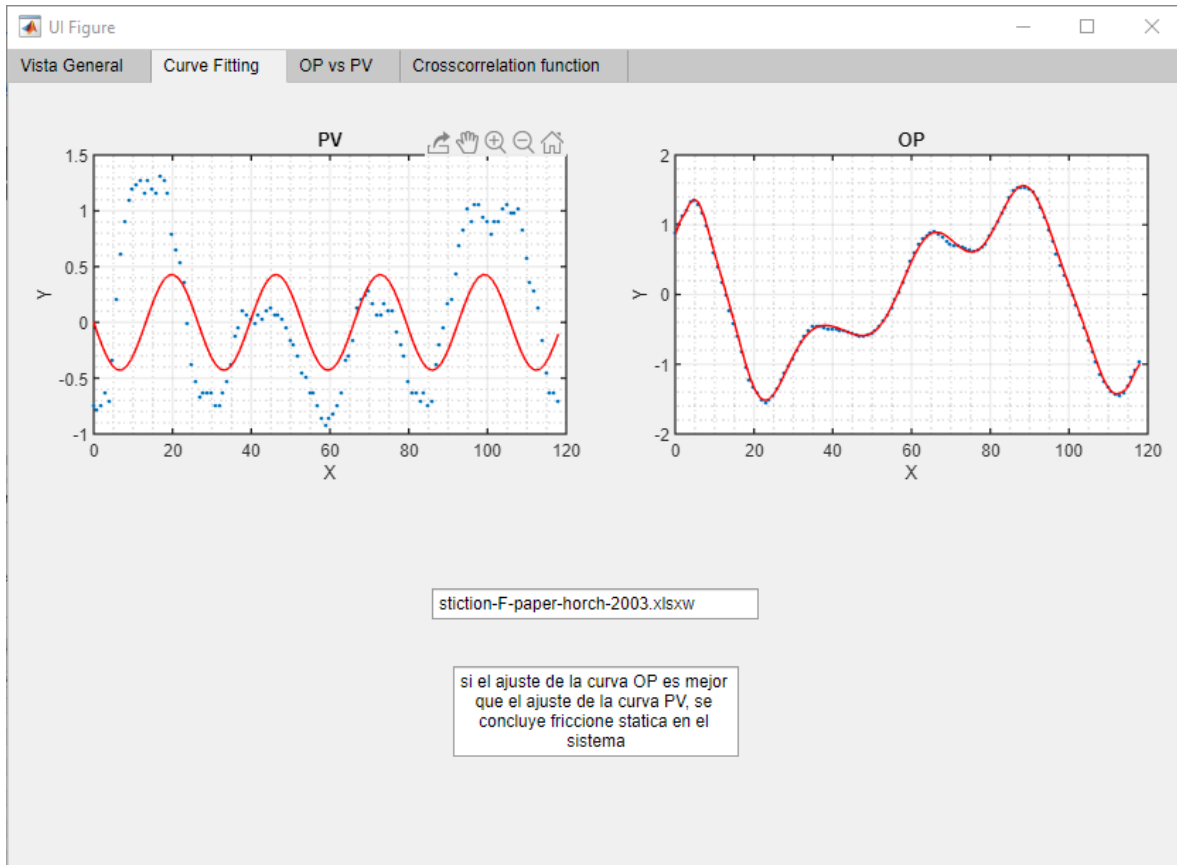 UI Figure
Vista General
Curve Fitting
OP vs PV
Crosscorrelation function
PV
1.5
1
0.5
0
-0.5
-1
Y
0 20 40 60 80 100 120
X
OP
2
1
0
-1
-2
Y
0 20 40 60 80 100 120
X
stiction-F-paper-horch-2003.xlsxw
si el ajuste de la curva OP es mejor
que el ajuste de la curva PV, se
concluye friccione statica en el
sistema